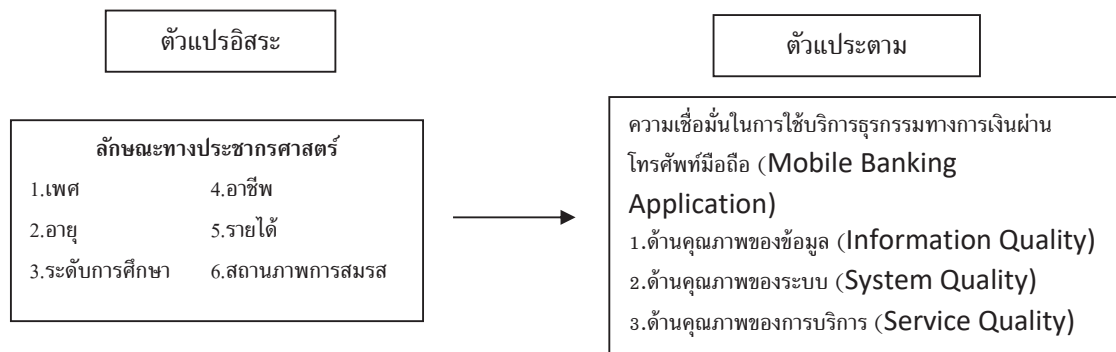 ตัวแปรอิสระ
ตัวแประตาม
ลักษณะทางประชากรศาสตร์
1.เพศ 4.อาชีพ
2.อายุ 5.รายได้
3.ระดับการศึกษา 6.สถานภาพการสมรส
ความเชื่อมั่นในการใช้บริการธุรกรรมทางการเงินผ่าน
โทรศัพท์มือถือ (Mobile Banking
Application)
1.ด้านคุณภาพของข้อมูล (Information Quality)
2.ด้านคุณภาพของระบบ (System Quality)
3.ด้านคุณภาพของการบริการ (Service Quality)